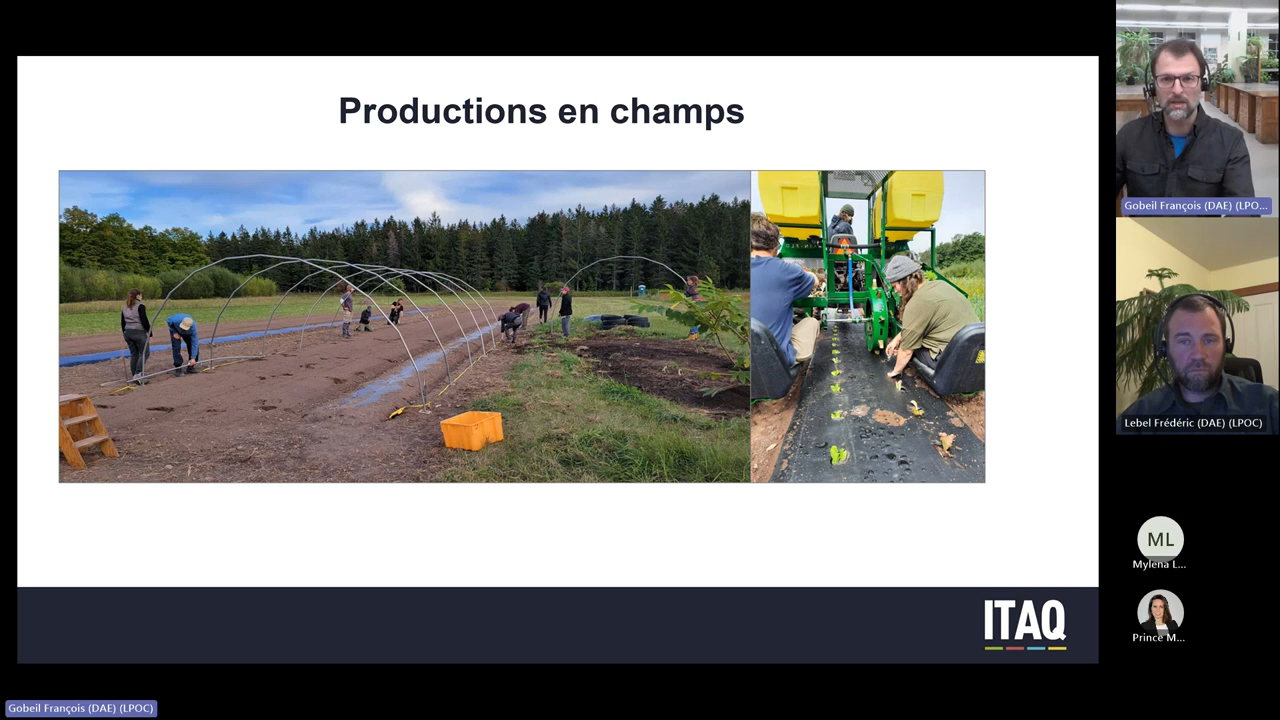 Productions en champs
ITAQ
Gobeil François (DAE) (LPO...
Lebel Frédéric (DAE) (LPOC)
ML
Mylena L...
Prince M...
Gobeil François (DAE) (LPOC)